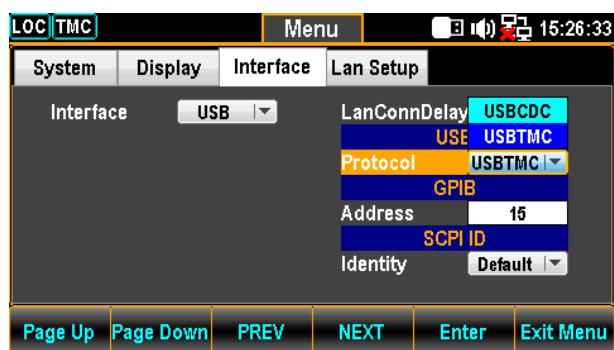 LOC TMC Menu 15:26:33
System Display Interface Lan Setup
Interface USB
LanConnDelay USBCDC
USB USBTMC
Protocol USBTMC
GPIB
Address 15
SCPI ID
Identity Default
Page Up Page Down PREV NEXT Enter Exit Menu